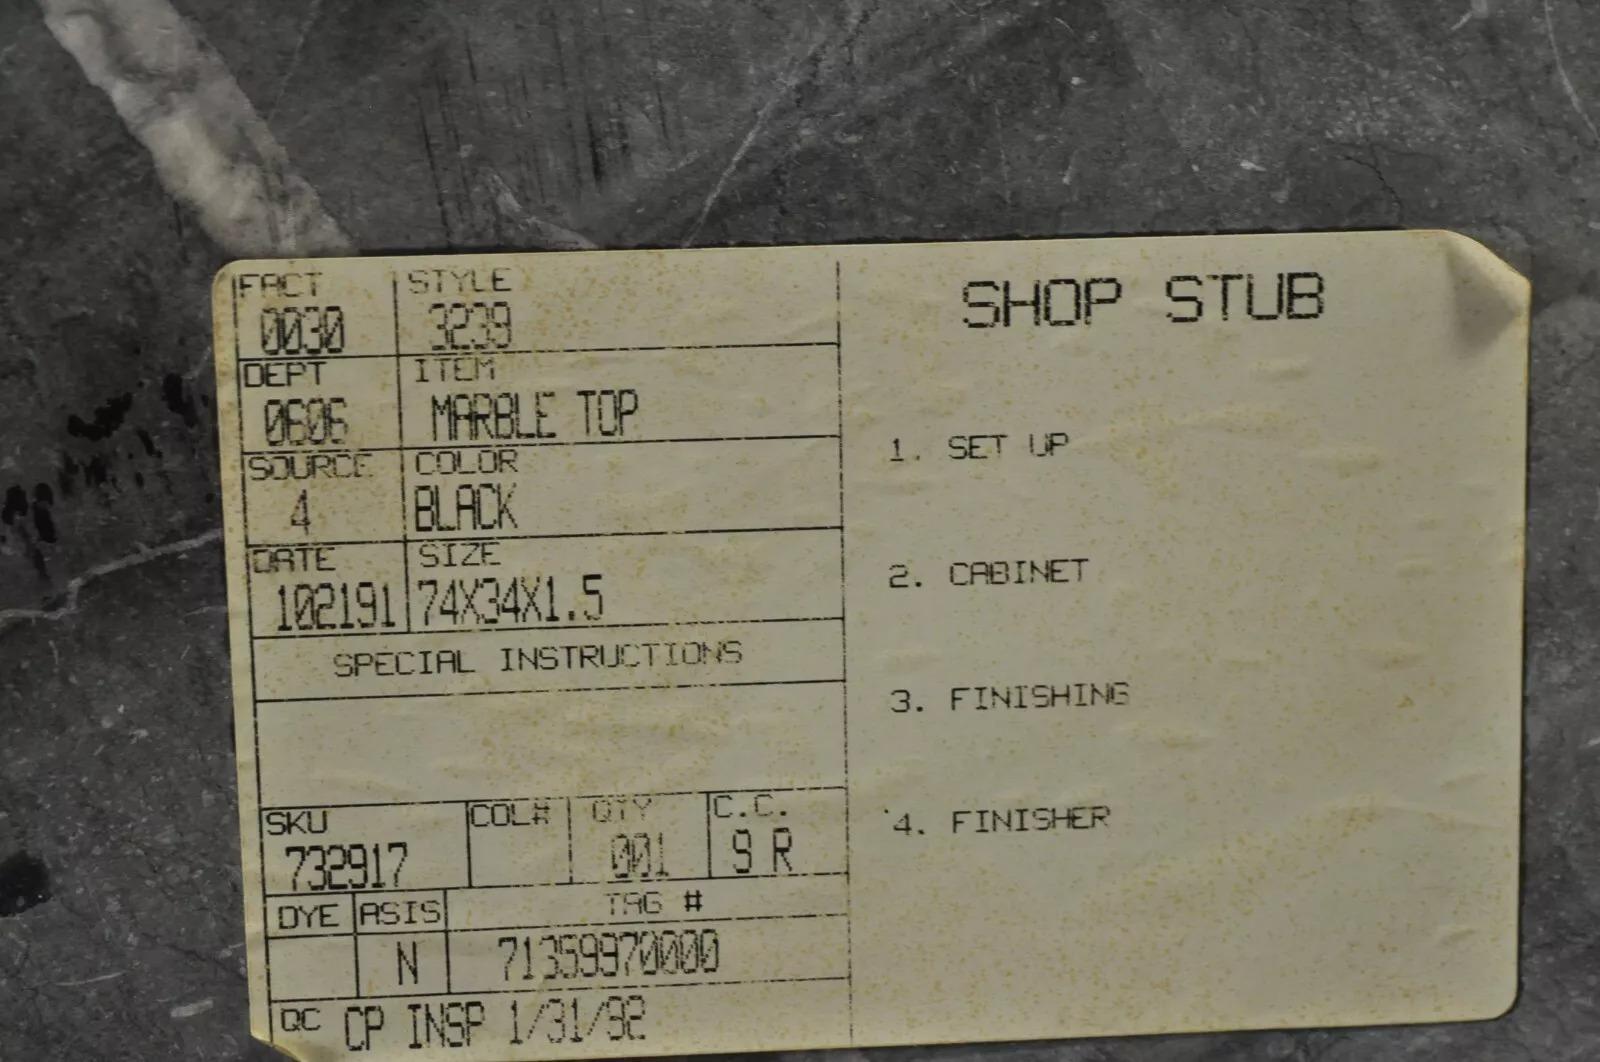 FACT STYLE
0030 3239
DEPT ITEM
0606 MARBLE TOP
SOURCE COLOR
4 BLACK
DATE SIZE
102191 74X34X1.5
SPECIAL INSTRUCTIONS
SKU COL# QTY C.C.
732917 001 9 R
DYE ASIS TAG #
N 71359970000
QC CP INSP 1/31/92
SHOP STUB
1. SET UP
2. CABINET
3. FINISHING
4. FINISHER